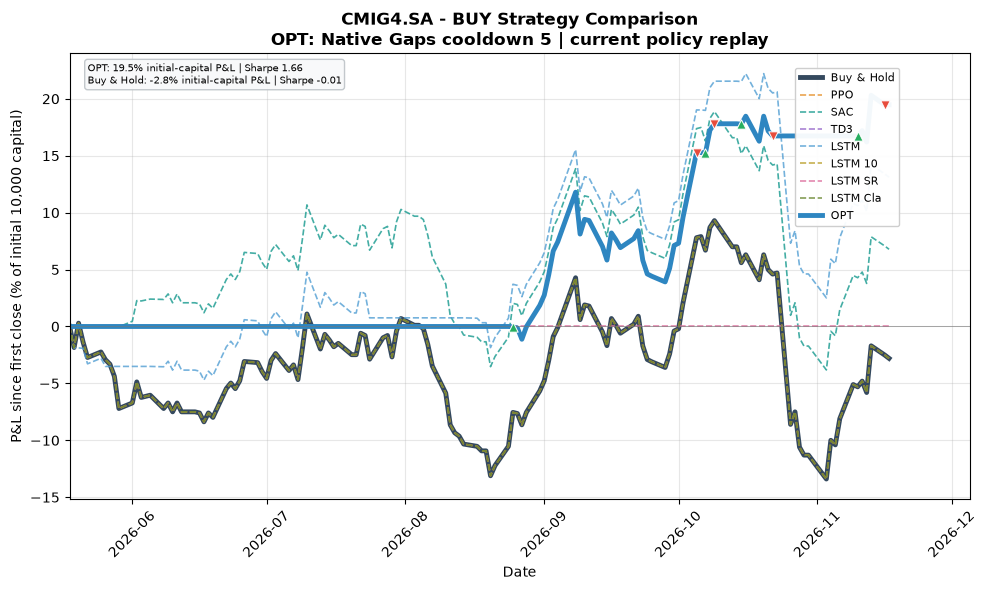 CMIG4.SA - BUY Strategy Comparison
OPT: Native Gaps cooldown 5 | current policy replay
OPT: 19.5% initial-capital P&L | Sharpe 1.66
Buy & Hold: -2.8% initial-capital P&L | Sharpe -0.01
Buy & Hold
PPO
SAC
TD3
LSTM
LSTM 10
LSTM SR
LSTM Cla
OPT
P&L since first close (% of initial 10,000 capital)
20
15
10
5
0
−5
−10
−15
2026-06
2026-07
2026-08
2026-09
2026-10
2026-11
2026-12
Date